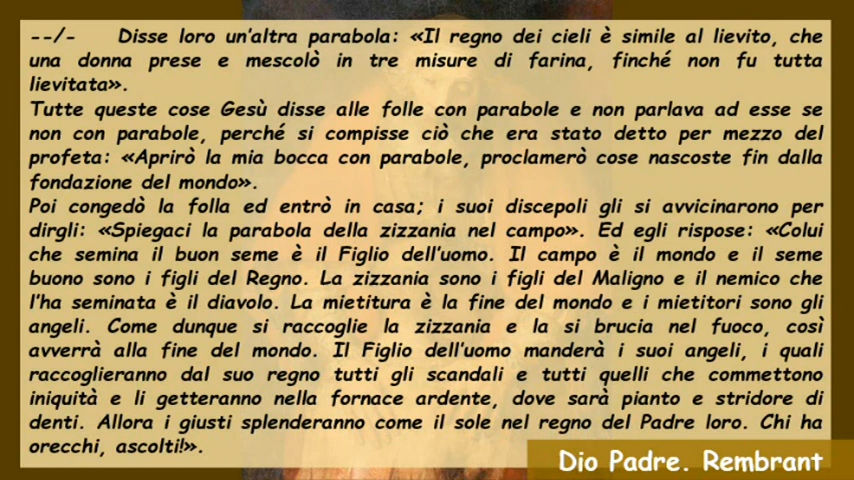 --/-    Disse loro un'altra parabola: «Il regno dei cieli è simile al lievito, che
una donna prese e mescolò in tre misure di farina, finché non fu tutta
lievitata».
Tutte queste cose Gesù disse alle folle con parabole e non parlava ad esse se
non con parabole, perché si compisse ciò che era stato detto per mezzo del
profeta: «Aprirò la mia bocca con parabole, proclamerò cose nascoste fin dalla
fondazione del mondo».
Poi congedò la folla ed entrò in casa; i suoi discepoli gli si avvicinarono per
dirgli: «Spiegaci la parabola della zizzania nel campo». Ed egli rispose: «Colui
che semina il buon seme è il Figlio dell'uomo. Il campo è il mondo e il seme
buono sono i figli del Regno. La zizzania sono i figli del Maligno e il nemico che
l'ha seminata è il diavolo. La mietitura è la fine del mondo e i mietitori sono gli
angeli. Come dunque si raccoglie la zizzania e la si brucia nel fuoco, così
avverrà alla fine del mondo. Il Figlio dell'uomo manderà i suoi angeli, i quali
raccoglieranno dal suo regno tutti gli scandali e tutti quelli che commettono
iniquità e li getteranno nella fornace ardente, dove sarà pianto e stridore di
denti. Allora i giusti splenderanno come il sole nel regno del Padre loro. Chi ha
orecchi, ascolti!».
Dio Padre. Rembrant